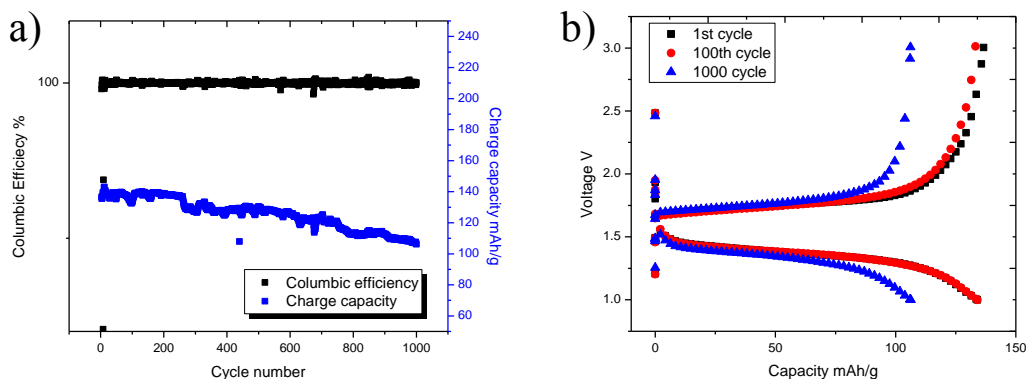 a)
Columbic Efficiecy %
100
240
220
200
180
160
140
120
100
80
60
Charge capacity mAh/g
Columbic efficiency
Charge capacity
0
200
400
600
800
1000
Cycle number
b)
Voltage V
3.0
2.5
2.0
1.5
1.0
1st cycle
100th cycle
1000 cycle
0
50
100
150
Capacity mAh/g